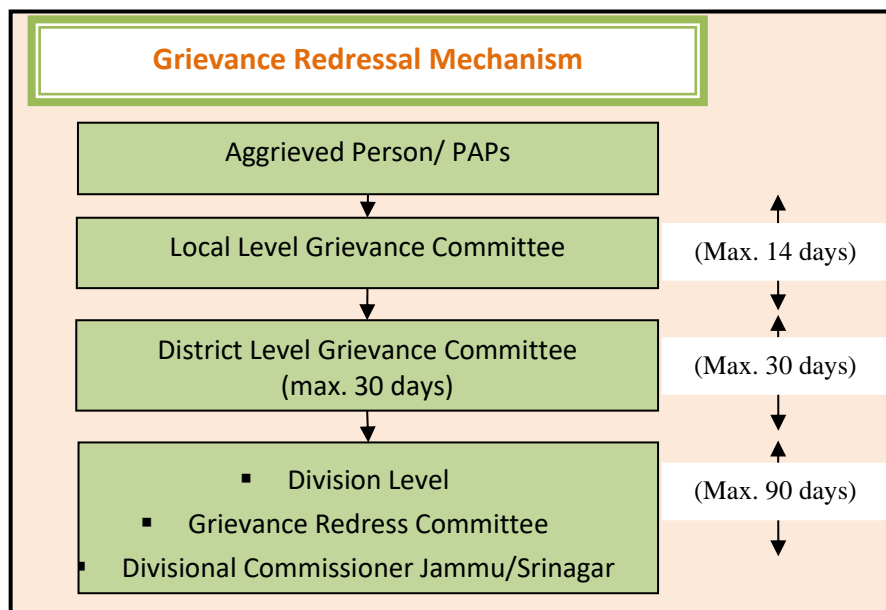 Grievance Redressal Mechanism
Aggrieved Person/ PAPs
Local Level Grievance Committee
(Max. 14 days)
District Level Grievance Committee
(max. 30 days)
(Max. 30 days)
▪ Division Level
▪ Grievance Redress Committee
▪ Divisional Commissioner Jammu/Srinagar
(Max. 90 days)